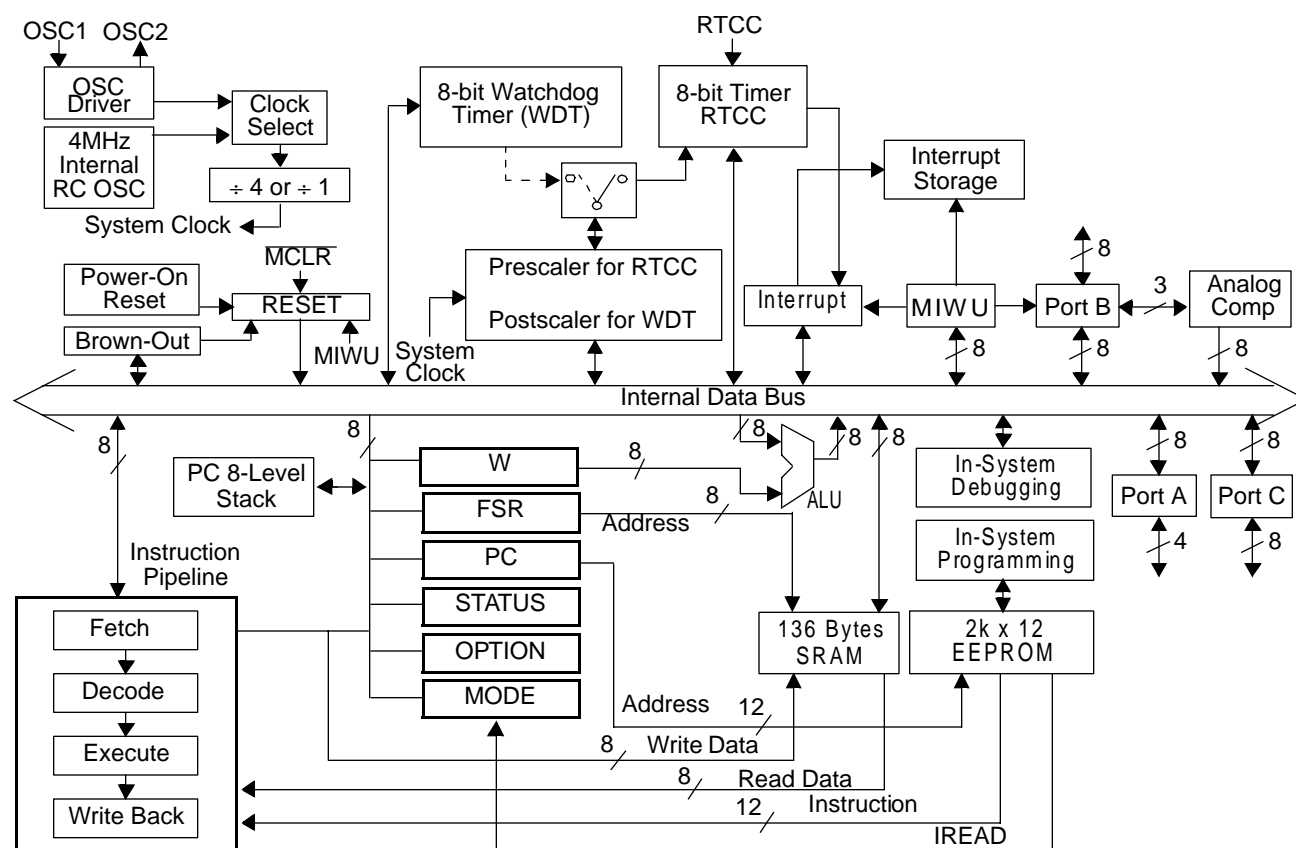 OSC1 OSC2
RTCC
OSC
Driver
Clock
Select
4MHz
Internal
RC OSC
÷ 4 or ÷ 1
System Clock
8-bit Watchdog
Timer (WDT)
8-bit Timer
RTCC
Interrupt
Storage
MCLR
Power-On
Reset
RESET
Brown-Out
MIWU
Prescaler for RTCC
Postscaler for WDT
System
Clock
Interrupt
MIWU
8
Port B
8
8
3
Analog
Comp
8
Internal Data Bus
8
8
8
8
8
8
8
PC 8-Level
Stack
W
8
FSR
8
Address
PC
STATUS
OPTION
MODE
ALU
In-System
Debugging
In-System
Programming
Port A
4
Port C
8
Instruction
Pipeline
Fetch
Decode
Execute
Write Back
136 Bytes
SRAM
2k x 12
EEPROM
Address
12
8
Write Data
8
Read Data
12
Instruction
IREAD